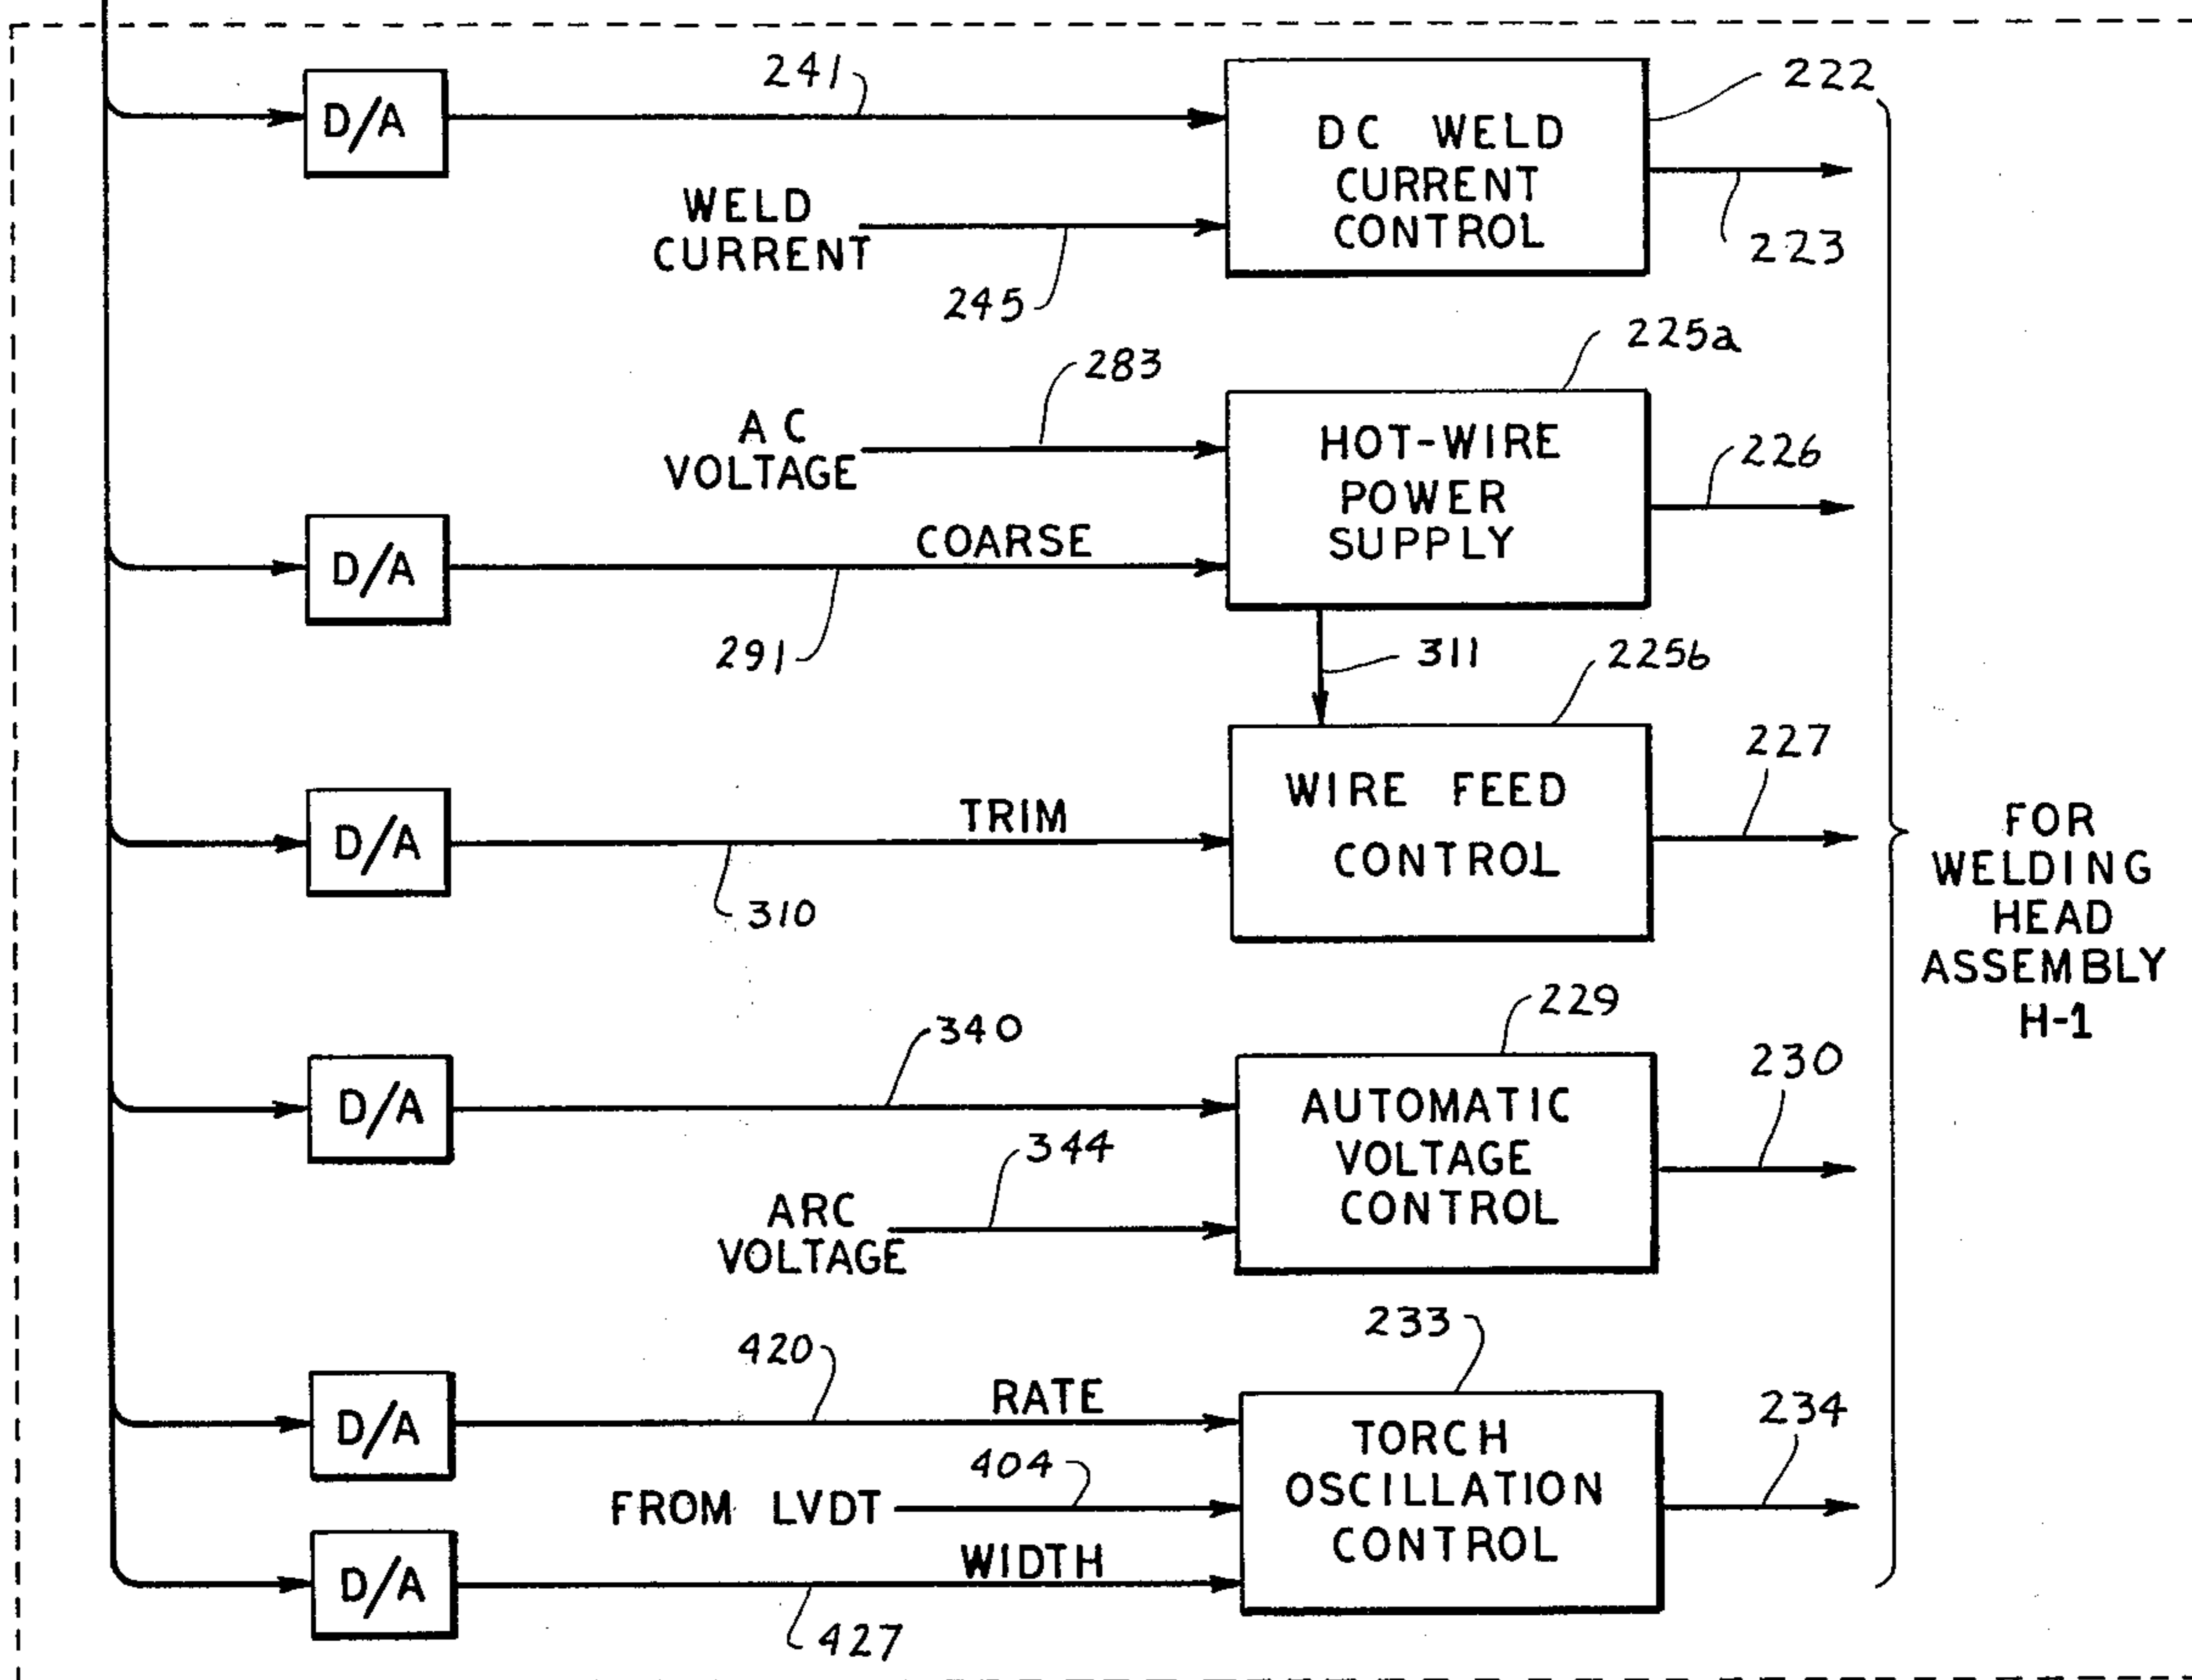 241
222
D/A
DC WELD
CURRENT
CONTROL
WELD
CURRENT
223
245
225a
283
AC
VOLTAGE
HOT-WIRE
POWER
SUPPLY
226
D/A
COARSE
291
311
225b
227
D/A
TRIM
WIRE FEED
CONTROL
310
FOR
WELDING
HEAD
ASSEMBLY
H-1
229
340
230
D/A
AUTOMATIC
VOLTAGE
CONTROL
344
ARC
VOLTAGE
233
420
RATE
234
D/A
TORCH
OSCILLATION
CONTROL
404
FROM LVDT
WIDTH
D/A
427